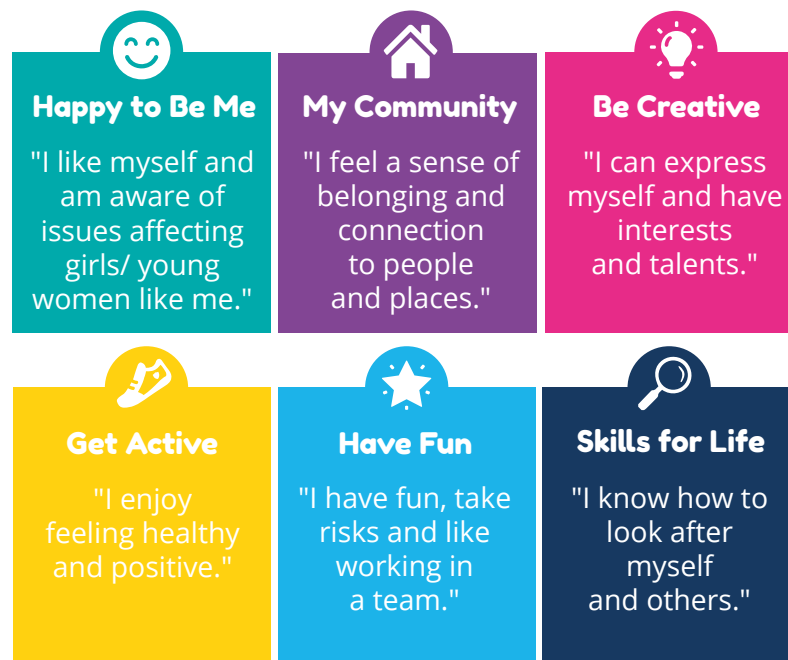 Happy to Be Me
"I like myself and
am aware of
issues affecting
girls/ young
women like me."
My Community
"I feel a sense of
belonging and
connection
to people
and places."
Be Creative
"I can express
myself and have
interests
and talents."
Get Active
"I enjoy
feeling healthy
and positive."
Have Fun
"I have fun, take
risks and like
working in
a team."
Skills for Life
"I know how to
look after
myself
and others."